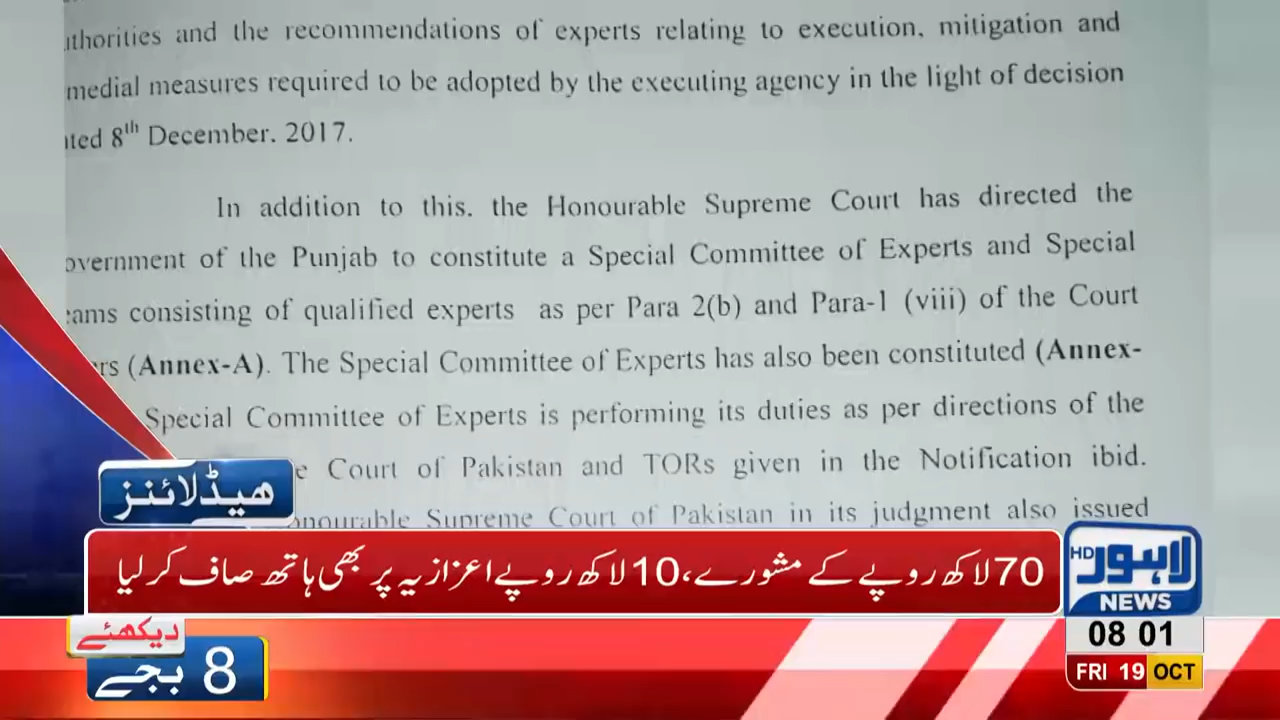 uthorities and the recommendations of experts relating to execution, mitigation and
medial measures required to be adopted by the executing agency in the light of decision
ted 8th December. 2017.
In addition to this. the Honourable Supreme Court has directed the
overnment of the Punjab to constitute a Special Committee of Experts and Special
ams consisting of qualified experts as per Para 2(b) and Para-1 (viii) of the Court
rs (Annex-A). The Special Committee of Experts has also been constituted (Annex-
Special Committee of Experts is performing its duties as per directions of the
e Court of Pakistan and TORs given in the Notification ibid.
onourable Supreme Court of Pakistan in its judgment also issued
ہیڈلائنز
70 لاکھ روپے کے مشورے، 10 لاکھ روپے اعزازیہ پر بھی ہاتھ صاف کر لیا
لاہور HD
NEWS
دیکھئے
8 بجے
08 01
FRI 19 OCT